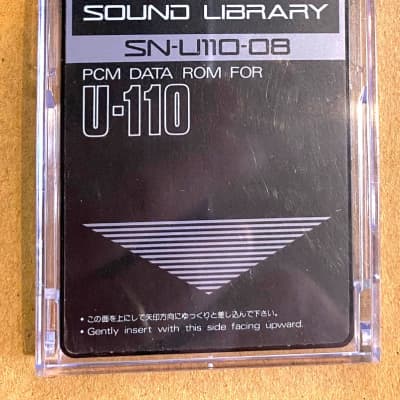 SOUND LIBRARY
SN-U110-08
PCM DATA ROM FOR
U-110
• この面を上にして矢印方向にゆっくりと差し込んで下さい。
• Gently insert with this side facing upward.